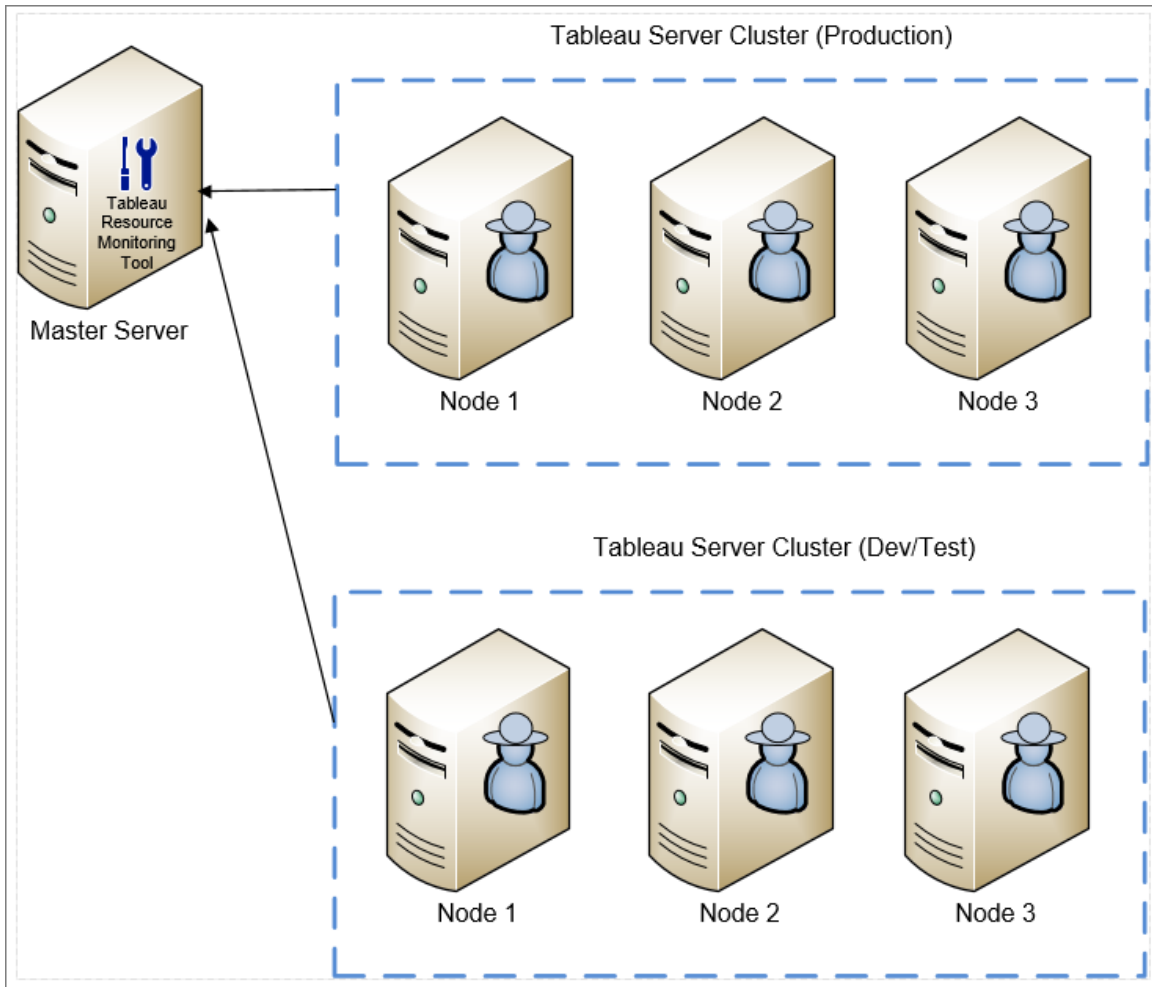 Tableau Server Cluster (Production)
Tableau
Resource
Monitoring
Tool
Master Server
Node 1
Node 2
Node 3
Tableau Server Cluster (Dev/Test)
Node 1
Node 2
Node 3